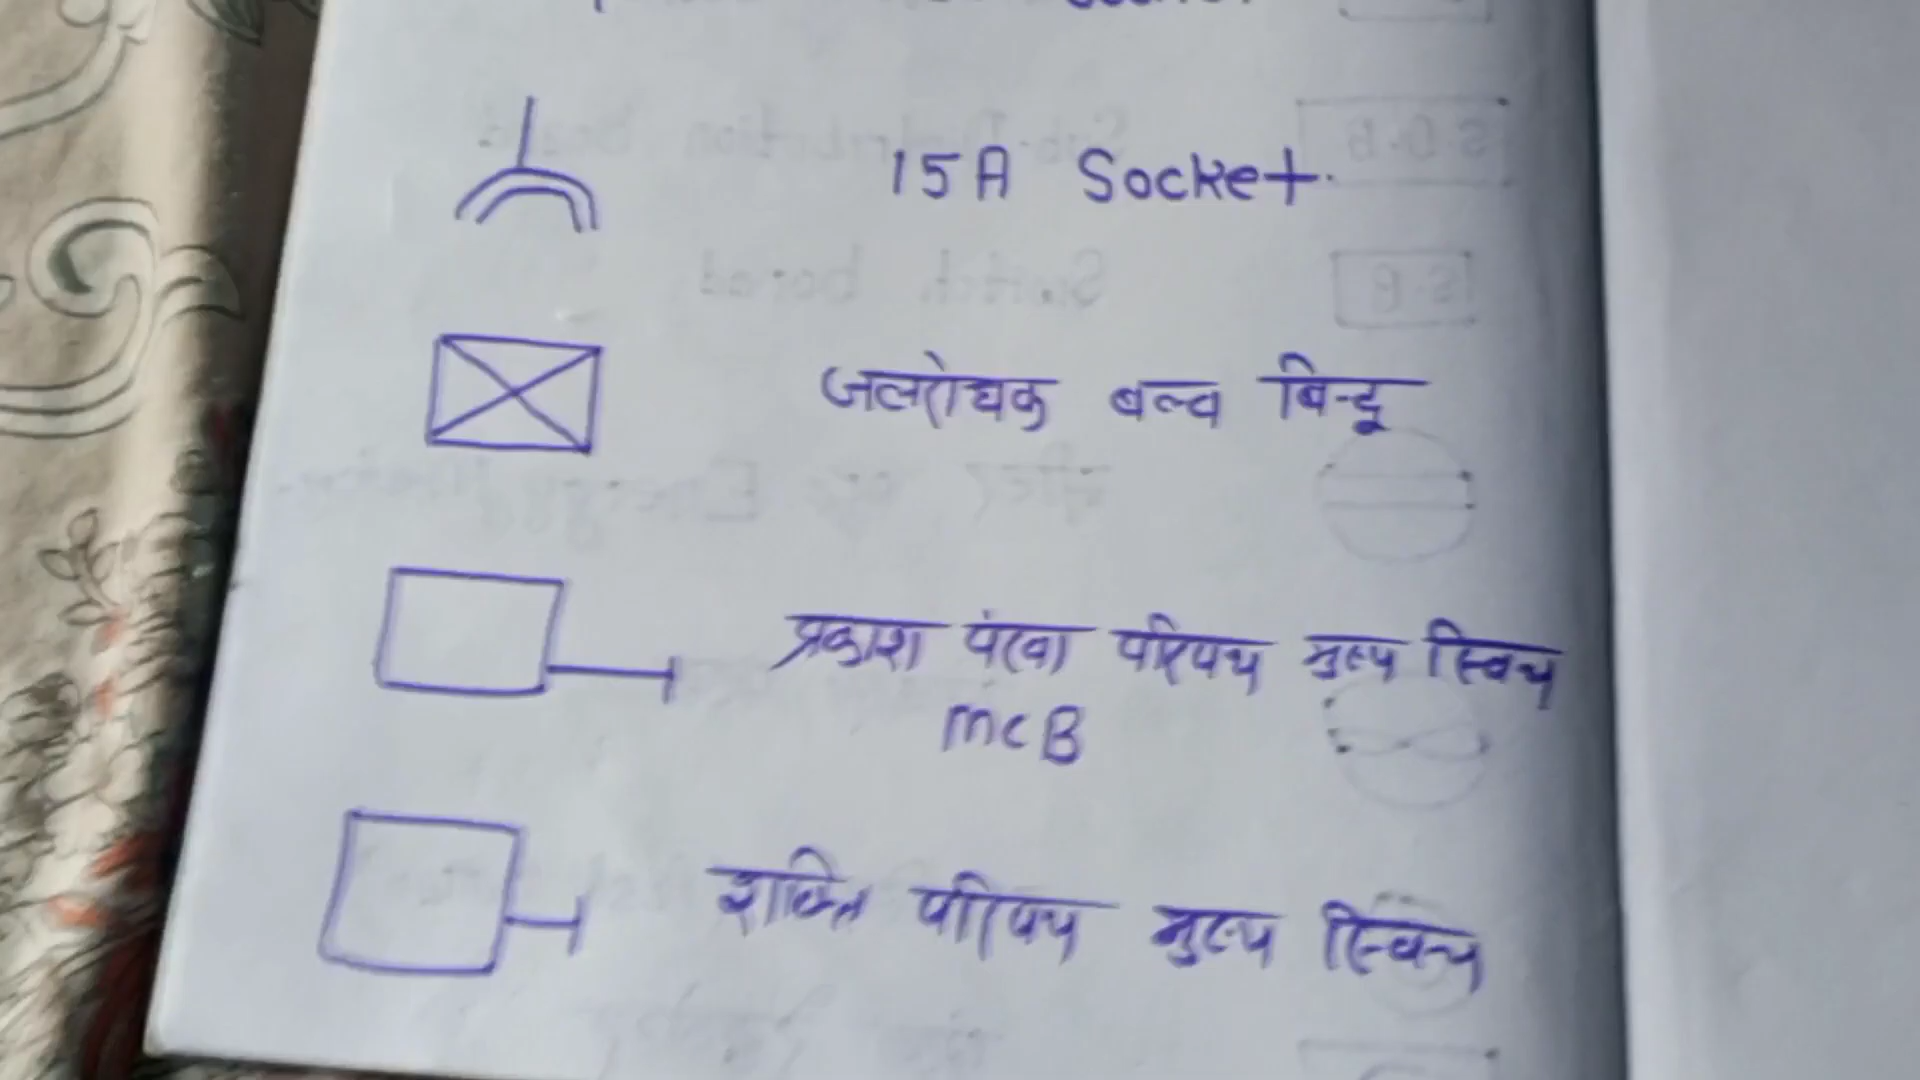 15A Socket.
जलरोधक बल्व बिन्दू
प्रकाश पंखा परिपथ मुख्य स्विच
mcB
शक्ति परिपथ मुख्य स्विच